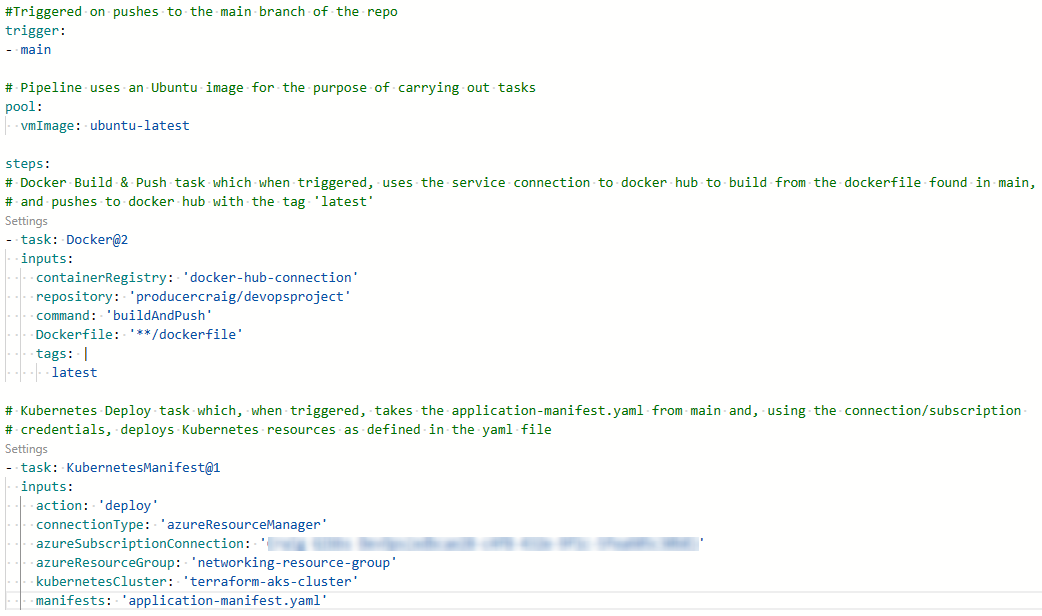 #Triggered on pushes to the main branch of the repo
trigger:
- main
# Pipeline uses an Ubuntu image for the purpose of carrying out tasks
pool:
  vmImage: ubuntu-latest
steps:
# Docker Build & Push task which when triggered, uses the service connection to docker hub to build from the dockerfile found in main,
# and pushes to docker hub with the tag 'latest'
Settings
- task: Docker@2
  inputs:
    containerRegistry: 'docker-hub-connection'
    repository: 'producercraig/devopsproject'
    command: 'buildAndPush'
    Dockerfile: '**/dockerfile'
    tags: |
      latest
# Kubernetes Deploy task which, when triggered, takes the application-manifest.yaml from main and, using the connection/subscription
# credentials, deploys Kubernetes resources as defined in the yaml file
Settings
- task: KubernetesManifest@1
  inputs:
    action: 'deploy'
    connectionType: 'azureResourceManager'
    azureSubscriptionConnection: ''
    azureResourceGroup: 'networking-resource-group'
    kubernetesCluster: 'terraform-aks-cluster'
    manifests: 'application-manifest.yaml'